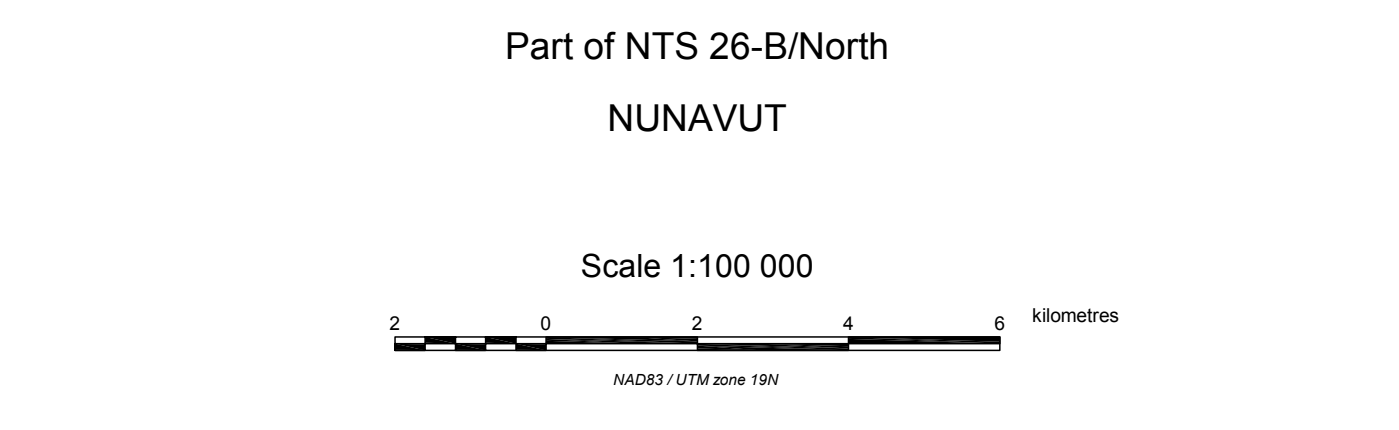 Part of NTS 26-B/North
NUNAVUT
Scale 1:100 000
2 0 2 4 6 kilometres
NAD83 / UTM zone 19N